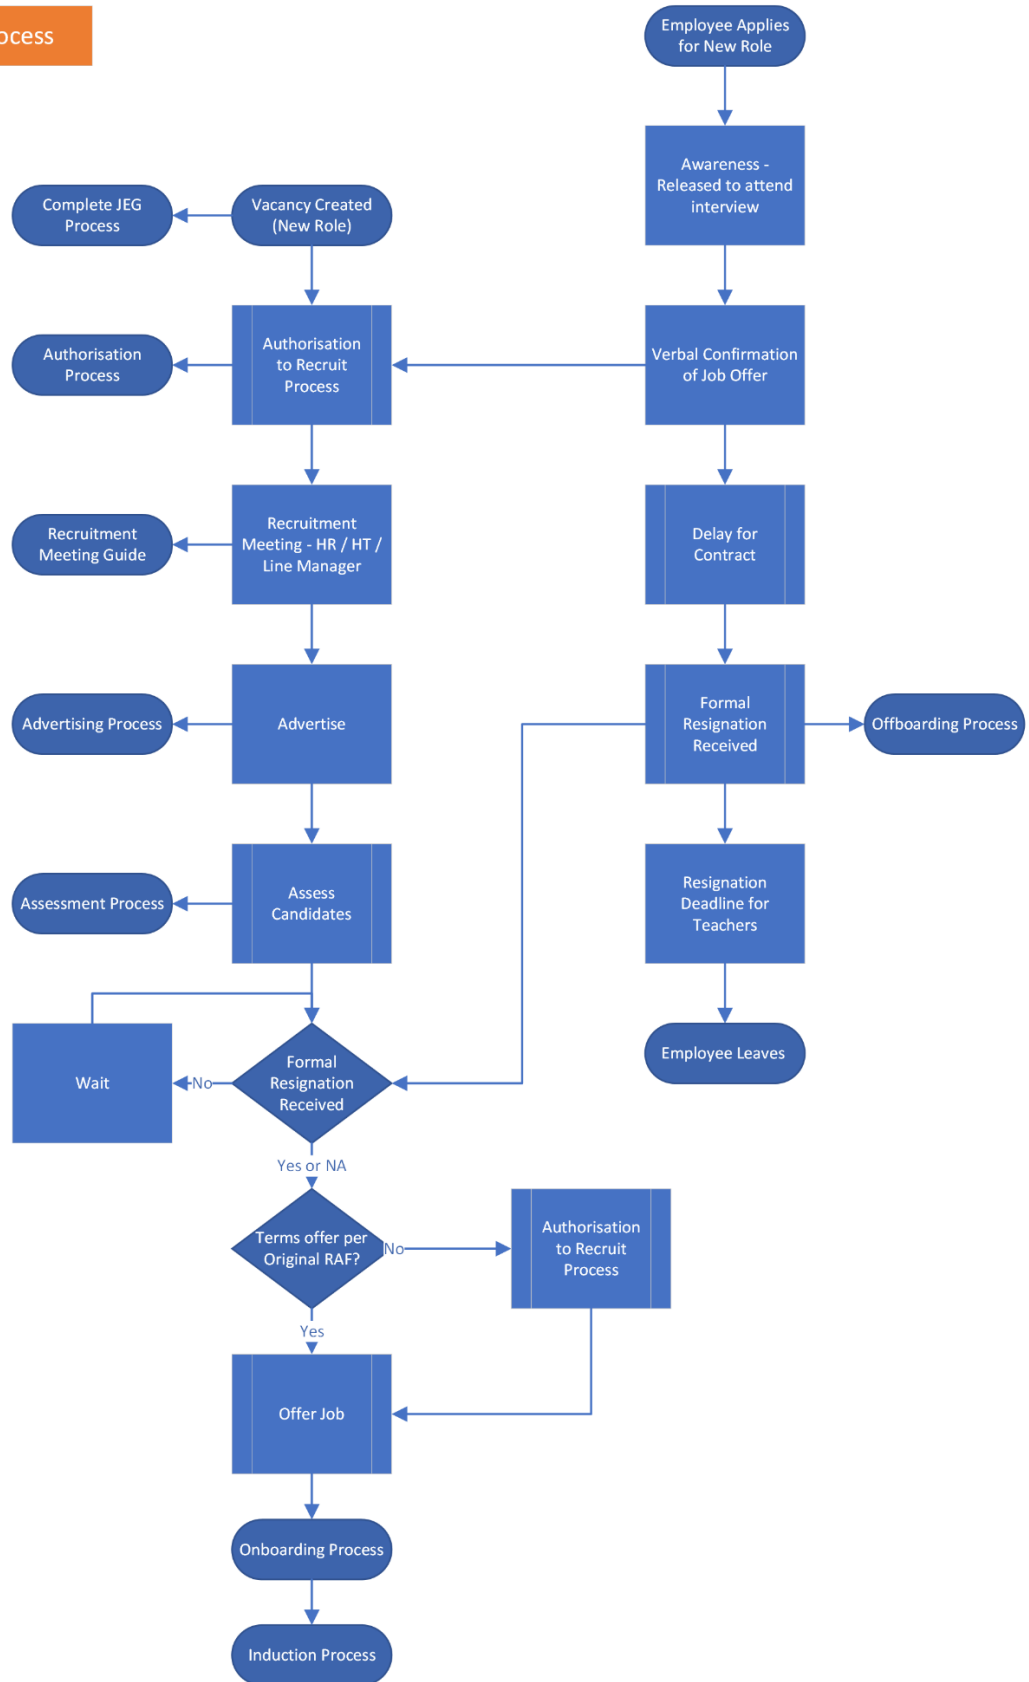 Employee Applies
for New Role
Awareness -
Released to attend
interview
Complete JEG
Process
Vacancy Created
(New Role)
Authorisation
Process
Authorisation
to Recruit
Process
Verbal Confirmation
of Job Offer
Recruitment
Meeting Guide
Recruitment
Meeting - HR / HT /
Line Manager
Delay for
Contract
Advertising Process
Advertise
Formal
Resignation
Received
Offboarding Process
Assessment Process
Assess
Candidates
Resignation
Deadline for
Teachers
Wait
No
Formal
Resignation
Received
Employee Leaves
Yes or NA
Terms offer per
Original RAF?
No
Authorisation
to Recruit
Process
Yes
Offer Job
Onboarding Process
Induction Process